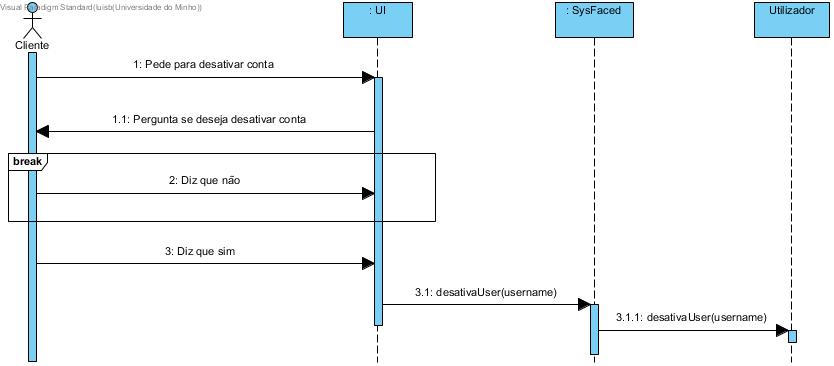 Visual Paradigm Standard(luisb(Universidade do Minho))
: UI
: SysFaced
Utilizador
Cliente
1: Pede para desativar conta
1.1: Pergunta se deseja desativar conta
break
2: Diz que não
3: Diz que sim
3.1: desativaUser(username)
3.1.1: desativaUser(username)